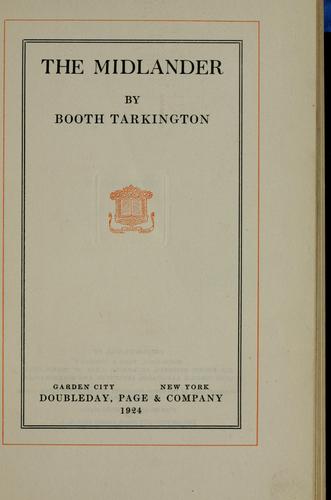 THE MIDLANDER
BY
BOOTH TARKINGTON
GARDEN CITY NEW YORK
DOUBLEDAY, PAGE & COMPANY
1924